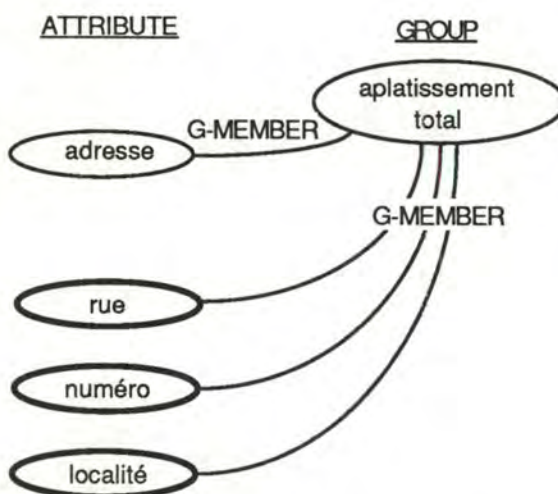 ATTRIBUTE
GROUP
aplatissement
total
G-MEMBER
adresse
G-MEMBER
rue
numéro
localité